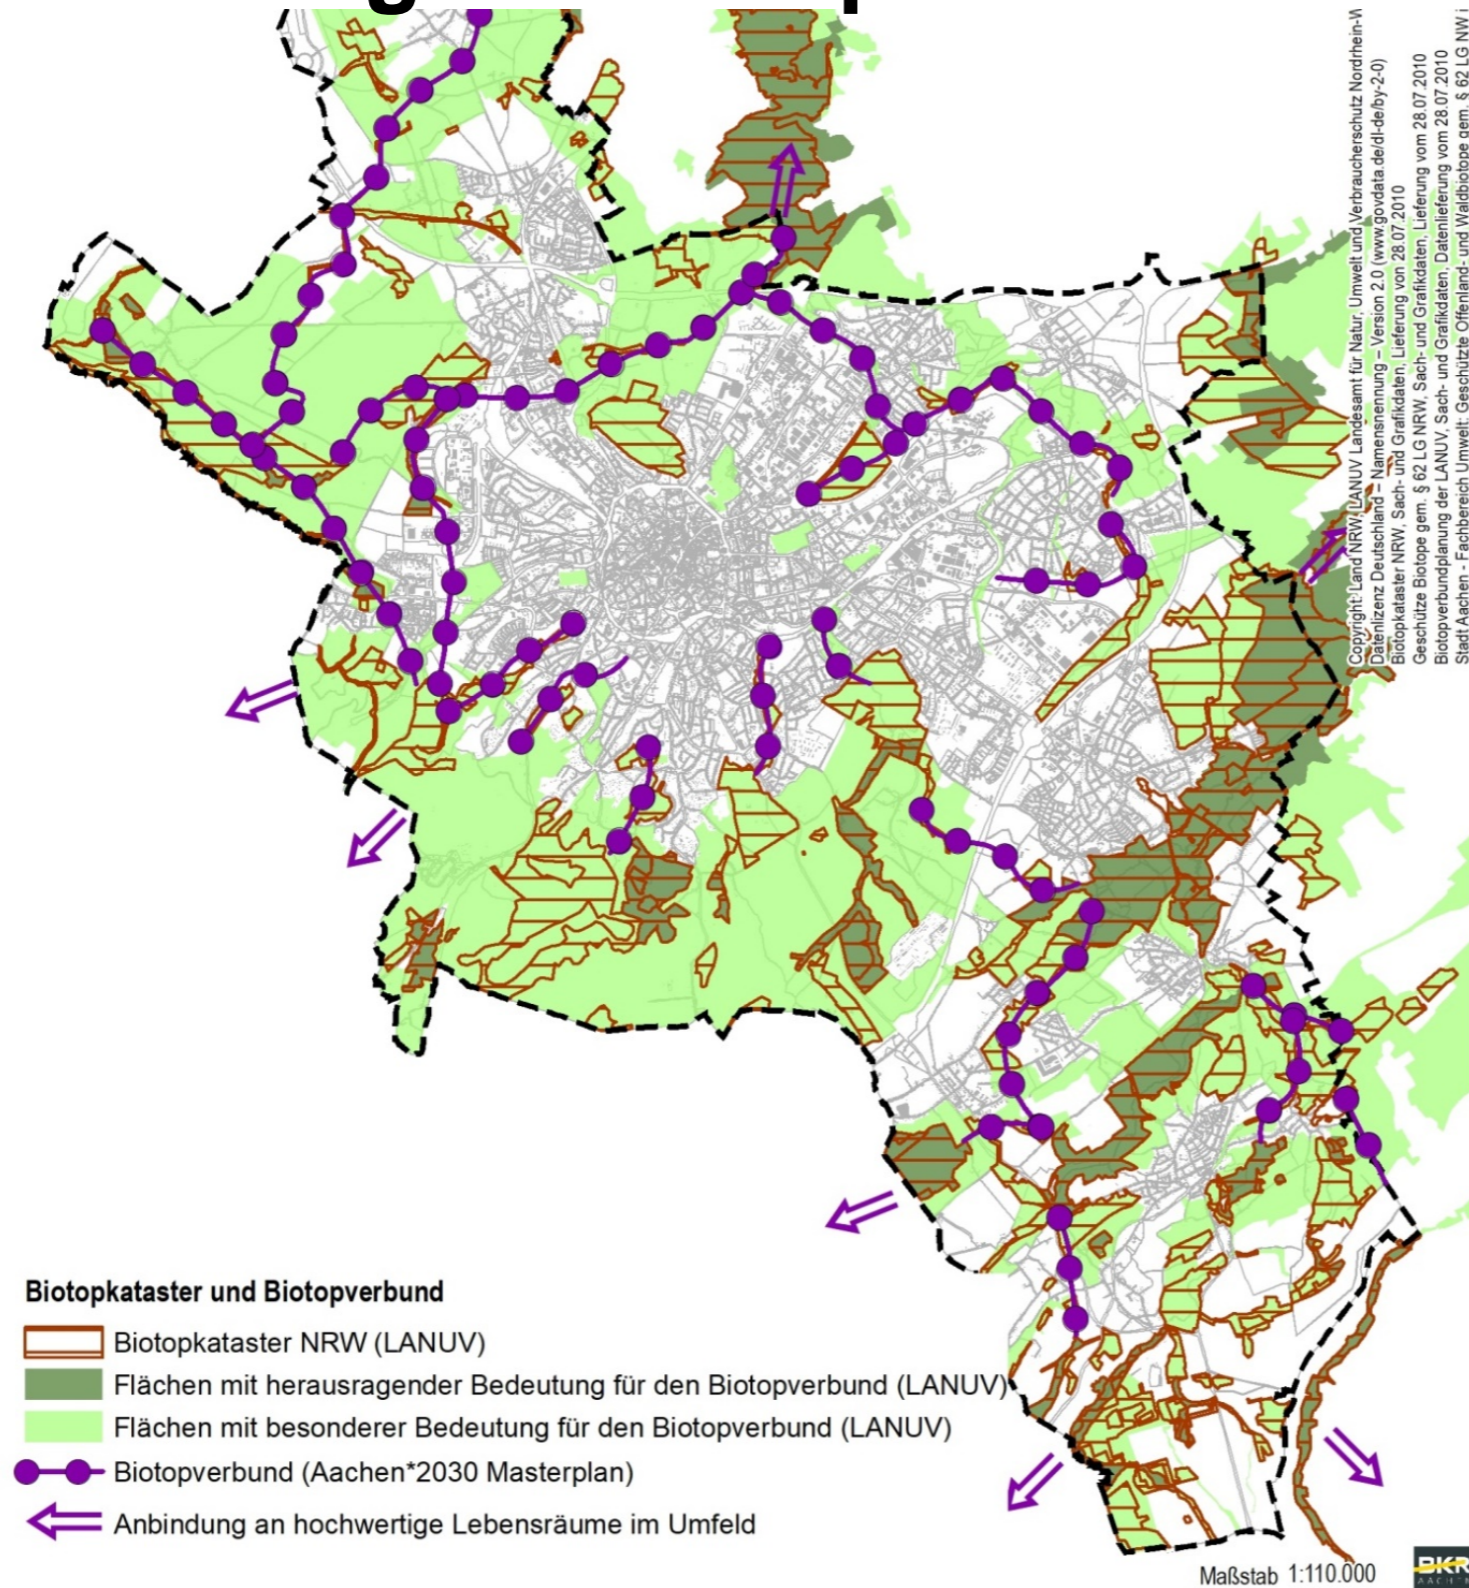 Biotopkataster und Biotopverbund
Biotopkataster NRW (LANUV)
Flächen mit herausragender Bedeutung für den Biotopverbund (LANUV)
Flächen mit besonderer Bedeutung für den Biotopverbund (LANUV)
Biotopverbund (Aachen*2030 Masterplan)
Anbindung an hochwertige Lebensräume im Umfeld
Copyright: Land NRW, LANUV Landesamt für Natur, Umwelt und Verbraucherschutz Nordrhein-W
Datenlizenz Deutschland – Namensnennung – Version 2.0 (www.govdata.de/dl-de/by-2-0)
Biotopkataster NRW, Sach- und Grafikdaten, Lieferung von 28.07.2010
Geschütze Biotope gem. § 62 LG NRW, Sach- und Grafikdaten, Lieferung vom 28.07.2010
Biotopverbundplanung der LANUV, Sach- und Grafikdaten, Datenlieferung vom 28.07.2010
Stadt Aachen - Fachbereich Umwelt: Geschützte Offenland- und Waldbiotope gem. § 62 LG NW i
Maßstab 1:110.000
BKR
AACHEN